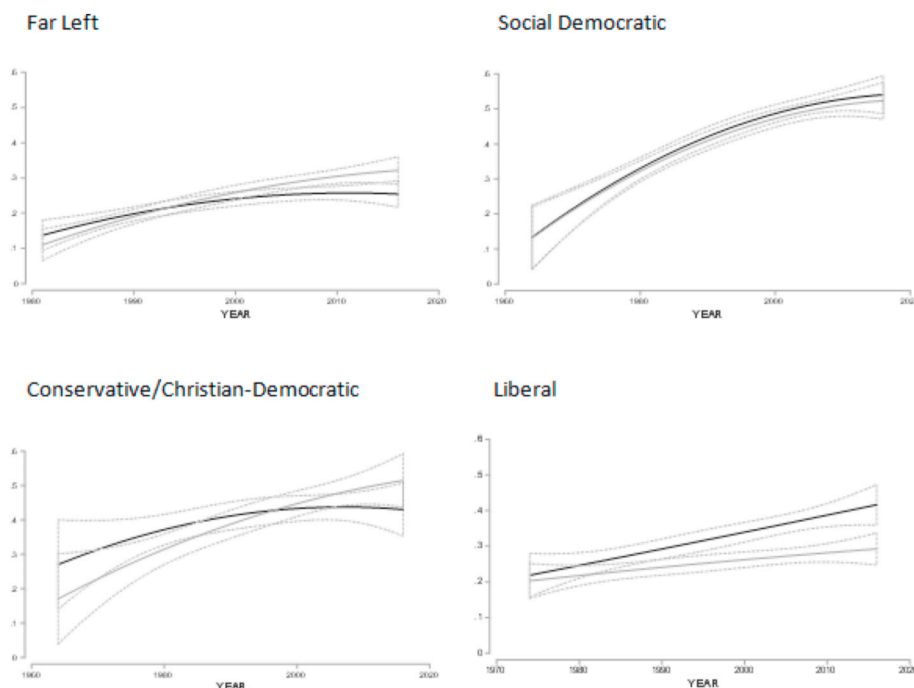 Far Left
.6
.5
.4
.3
.2
.1
0
1980 1990 2000 2010 2020
YEAR
Social Democratic
.6
.5
.4
.3
.2
.1
0
1960 1980 2000 202
YEAR
Conservative/Christian-Democratic
.6
.5
.4
.3
.2
.1
0
1960 1980 2000 2020
YEAR
Liberal
.6
.5
.4
.3
.2
.1
0
1970 1980 1990 2000 2010 202
YEAR